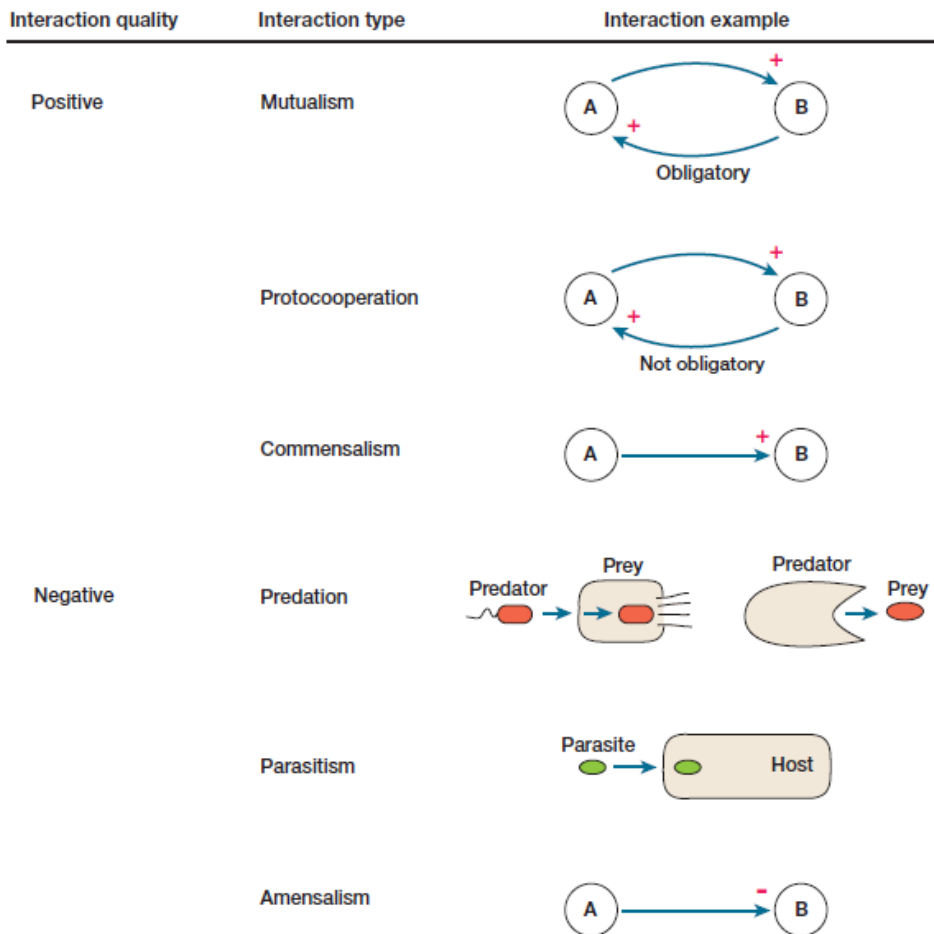 Interaction quality Interaction type Interaction example
+
Positive Mutualism A B
+
Obligatory
+
Protocooperation A B
+
Not obligatory
+
Commensalism A B
Predator Prey Predator Prey
Negative Predation
Parasite
Parasitism Host
-
Amensalism A B